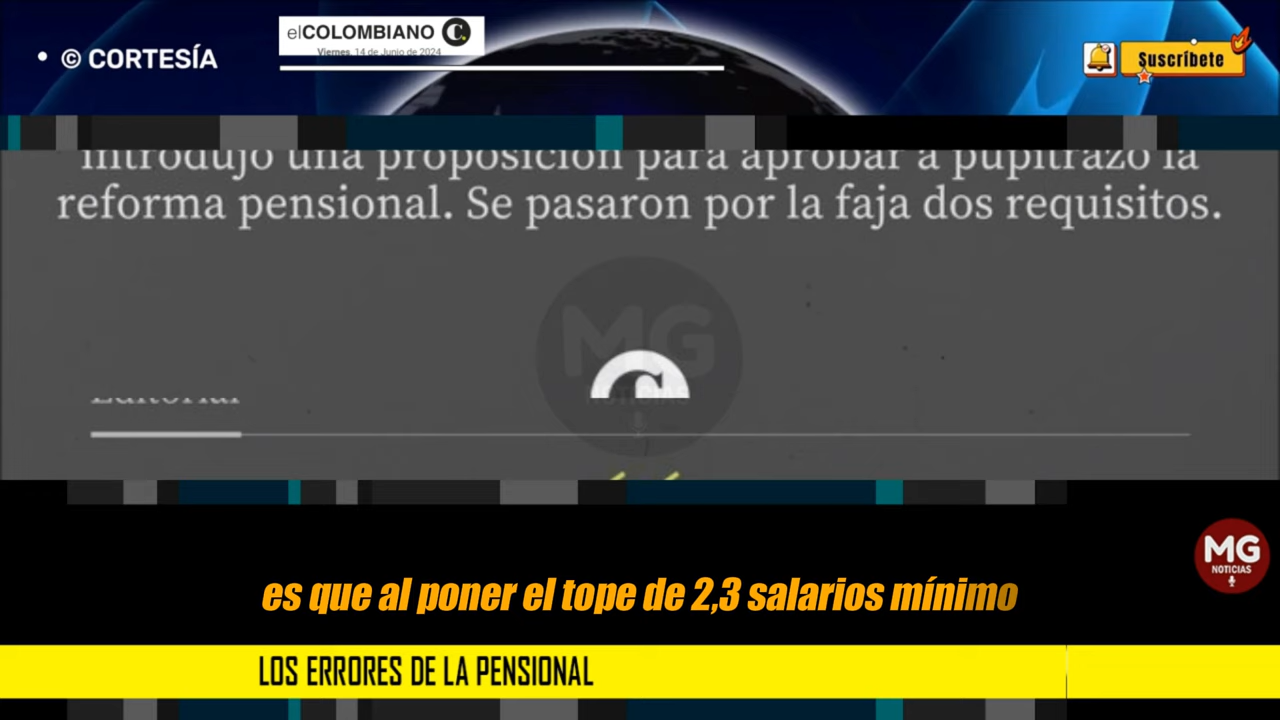 © CORTESÍA
elCOLOMBIANO
Viernes, 14 de Junio de 2024
Suscríbete
introdujo una proposición para aprobar a pupitrazo la
reforma pensional. Se pasaron por la faja dos requisitos.
MG
NOTICIAS
Editorial
es que al poner el tope de 2,3 salarios mínimo
MG
NOTICIAS
LOS ERRORES DE LA PENSIONAL